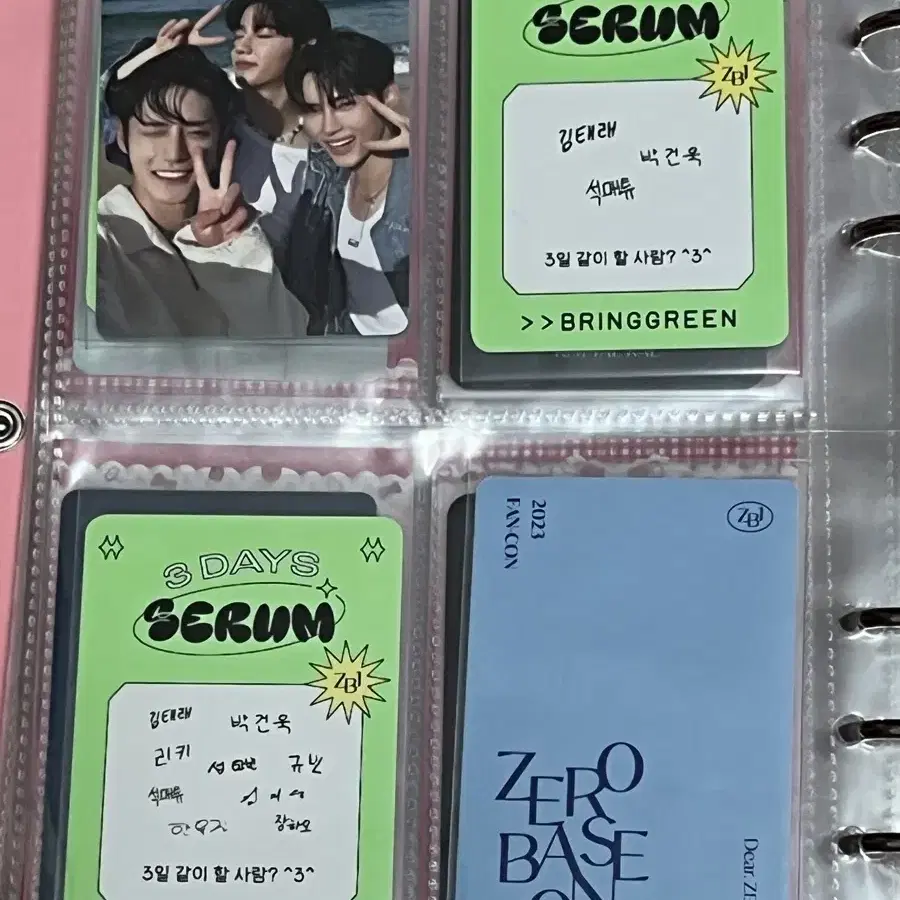 SERUM
ZB1
김태래
박건욱
석매튜
3일 같이 할 사람? ^3^
>>BRINGGREEN
3 DAYS
SERUM
ZB1
김태래 박건욱
리키 규빈
석매튜
한유진 장하오
3일 같이 할 사람? ^3^
2023
FAN-CON
ZB1
ZERO
BASE
ON
Dear. ZE